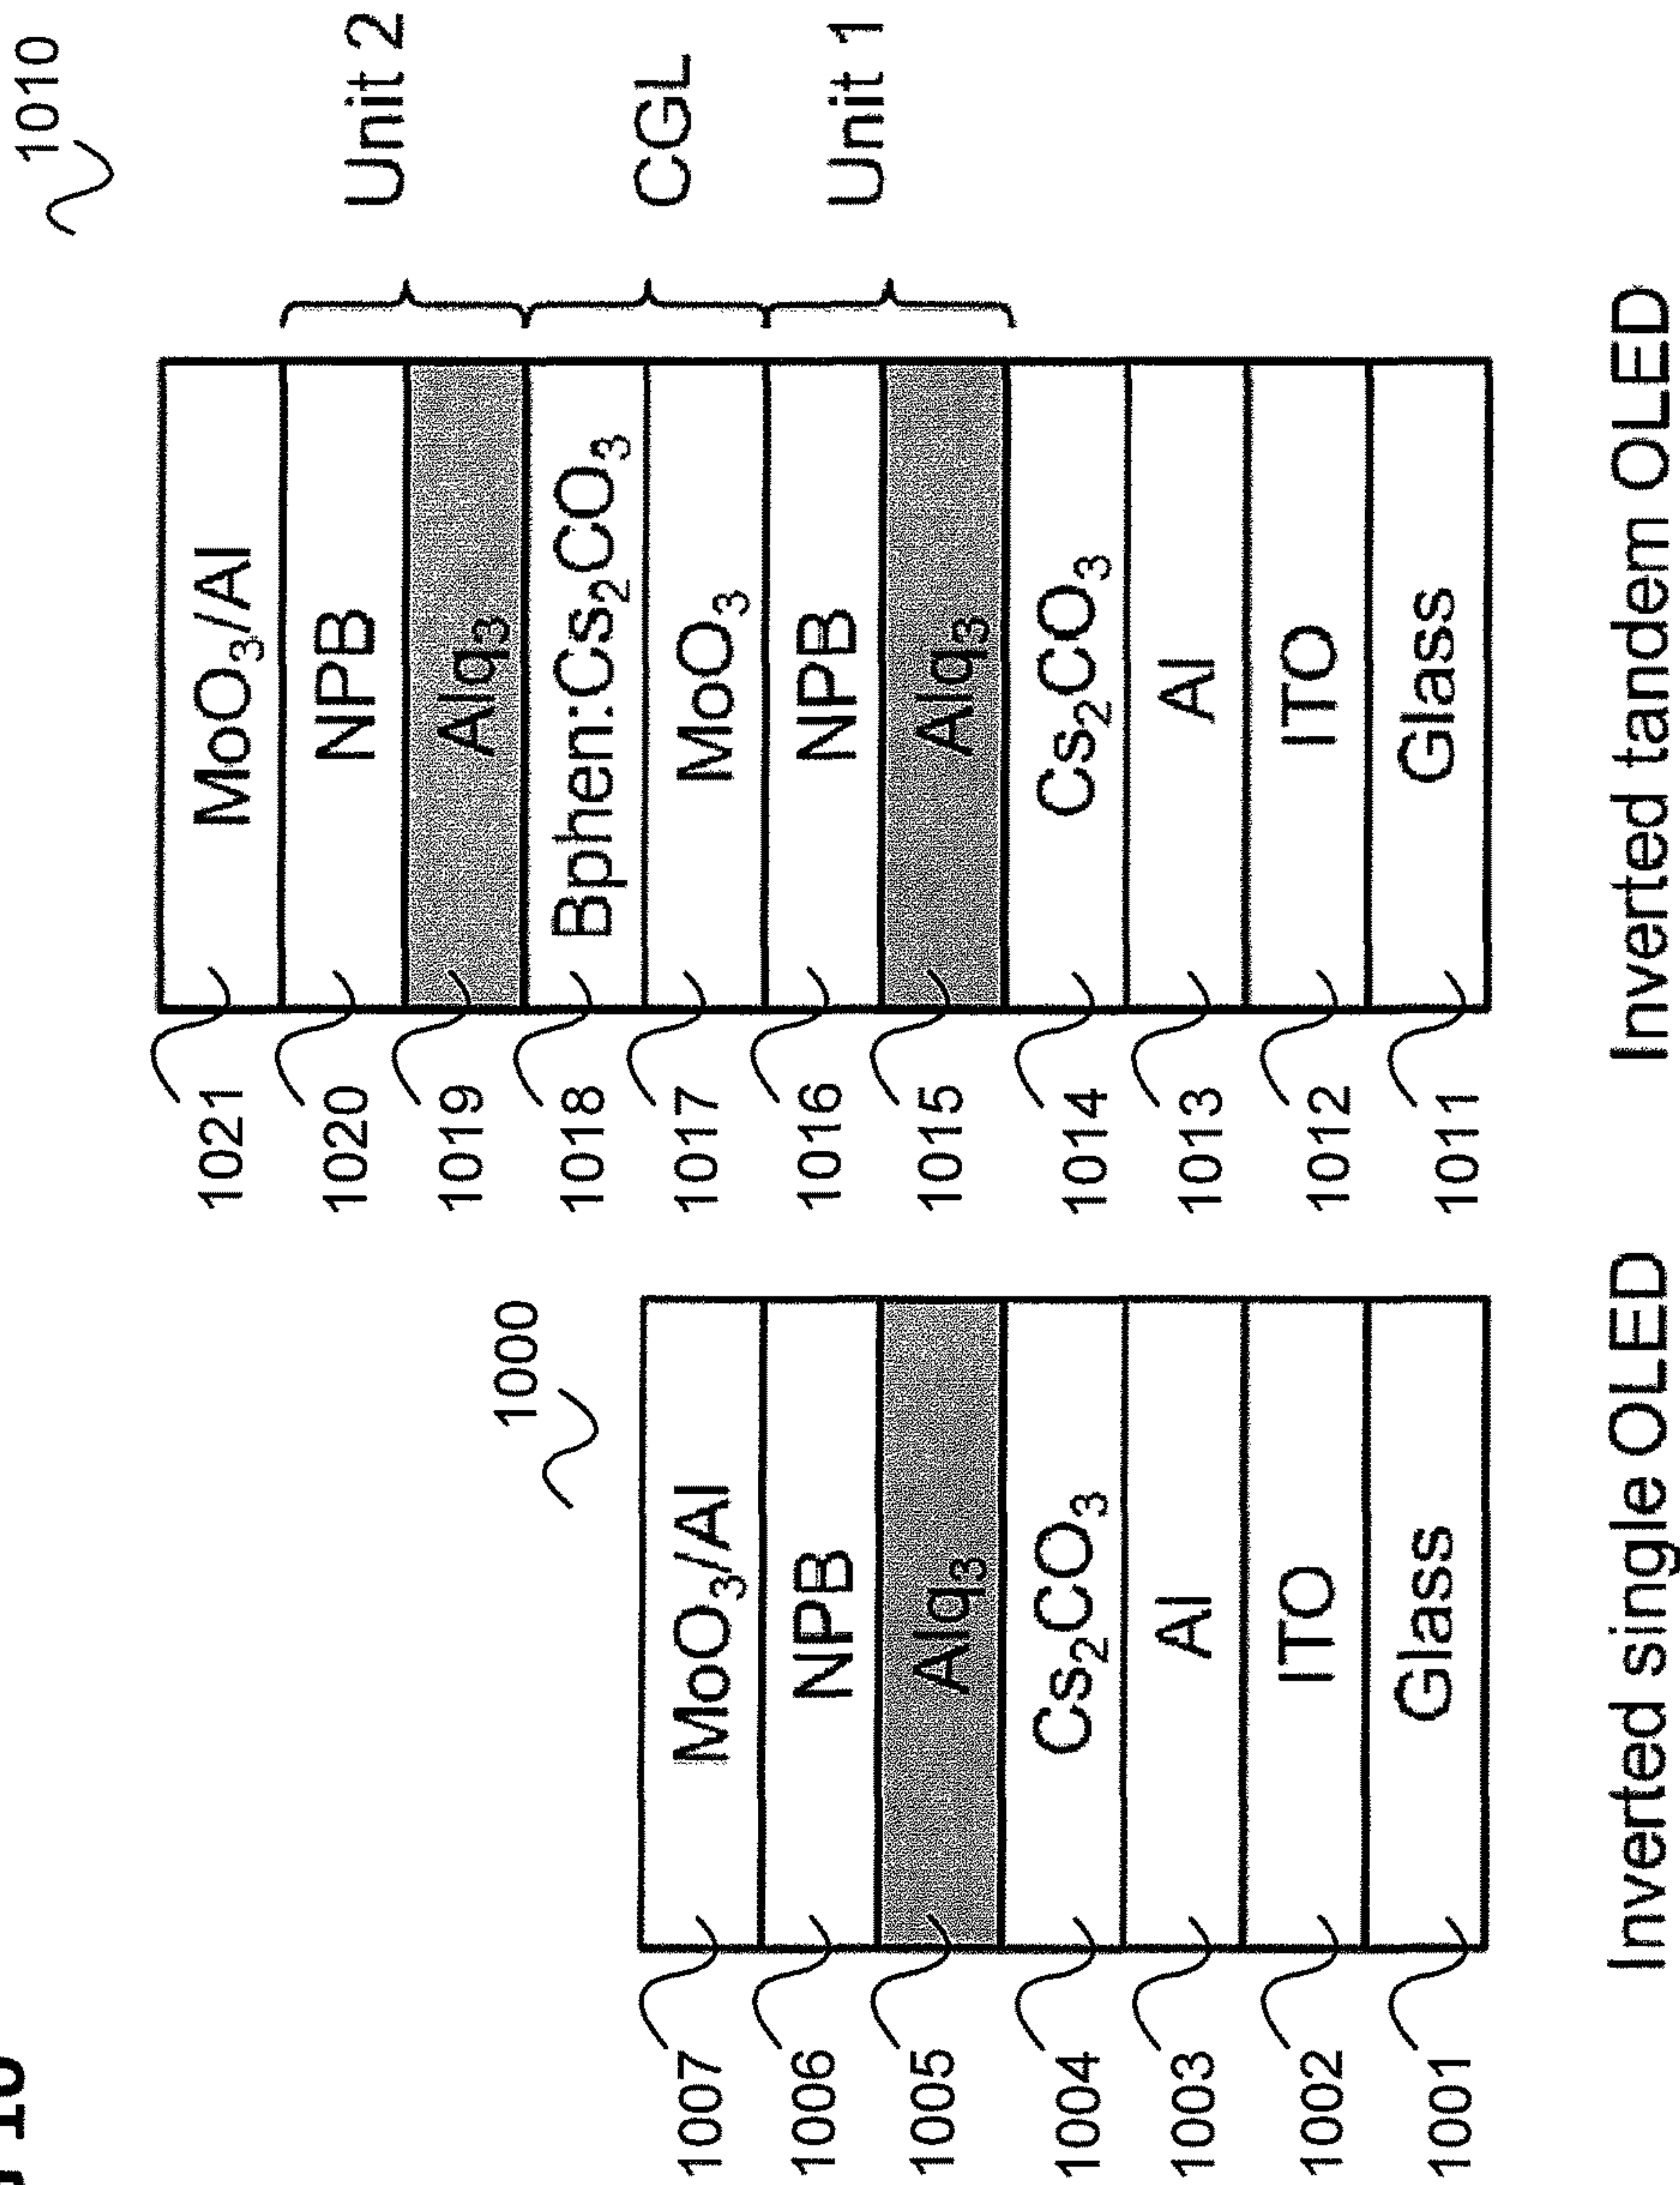 10
1010
1000
1007
MoO₃/Al
1006
NPB
1005
Alq₃
1004
Cs₂CO₃
1003
Al
1002
ITO
1001
Glass
Inverted single OLED
1021
MoO₃/Al
1020
NPB
Unit 2
1019
Alq₃
1018
Bphen:Cs₂CO₃
CGL
1017
MoO₃
1016
NPB
Unit 1
1015
Alq₃
1014
Cs₂CO₃
1013
Al
1012
ITO
1011
Glass
Inverted tandem OLED